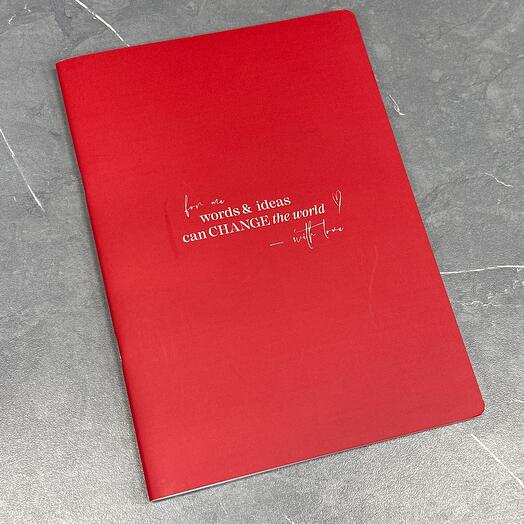 for me
words & ideas
can CHANGE the world
— with love